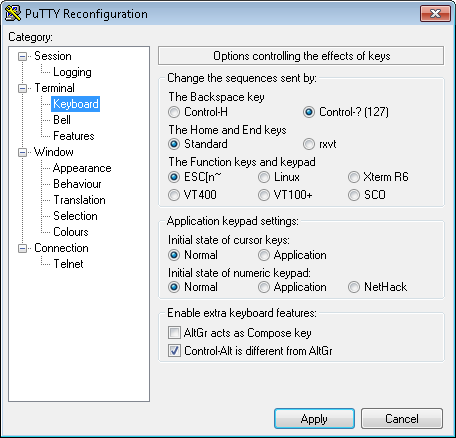 PuTTY Reconfiguration
Category:
Session
Logging
Terminal
Keyboard
Bell
Features
Window
Appearance
Behaviour
Translation
Selection
Colours
Connection
Telnet
Options controlling the effects of keys
Change the sequences sent by:
The Backspace key
Control-H Control-? (127)
The Home and End keys
Standard rxvt
The Function keys and keypad
ESC[n~ Linux Xterm R6
VT400 VT100+ SCO
Application keypad settings:
Initial state of cursor keys:
Normal Application
Initial state of numeric keypad:
Normal Application NetHack
Enable extra keyboard features:
AltGr acts as Compose key
Control-Alt is different from AltGr
Apply Cancel